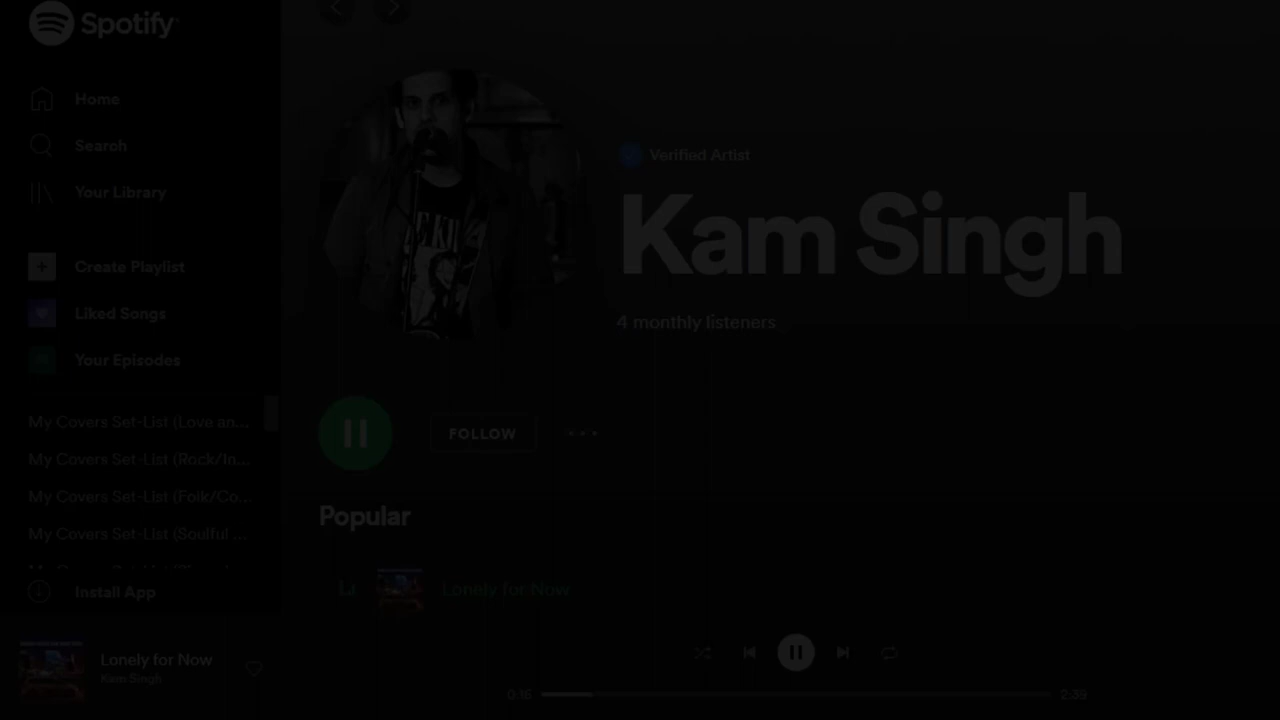 Spotify
Home
Search
Your Library
Create Playlist
Liked Songs
Your Episodes
My Covers Set-List (Love an...
My Covers Set-List (Rock/In...
My Covers Set-List (Folk/Co...
My Covers Set-List (Soulful ...
Install App
Verified Artist
Kam Singh
4 monthly listeners
FOLLOW
Popular
Lonely for Now
Lonely for Now
Kam Singh
0:16
2:39